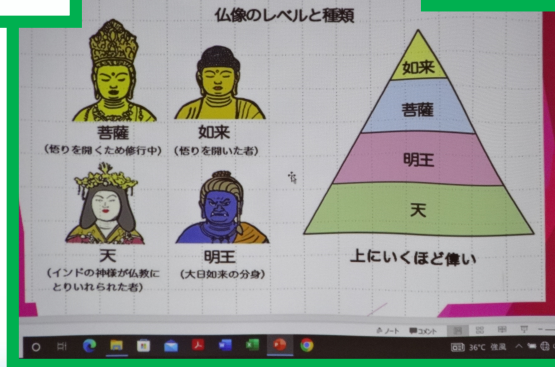 仏像のレベルと種類
菩薩
(悟りを開くため修行中)
如来
(悟りを開いた者)
天
(インドの神様が仏教に
とりいれられた者)
明王
(大日如来の分身)
如来
菩薩
明王
天
上にいくほど偉い
ノート
コメント
36°C 強風